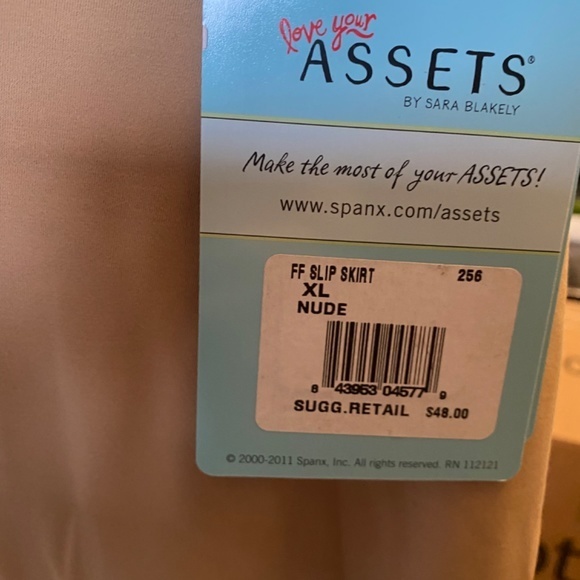 love your
ASSETS®
BY SARA BLAKELY
Make the most of your ASSETS!
www.spanx.com/assets
FF SLIP SKIRT 256
XL
NUDE
8 43953 04577 9
SUGG.RETAIL $48.00
© 2000-2011 Spanx, Inc. All rights reserved. RN 112121